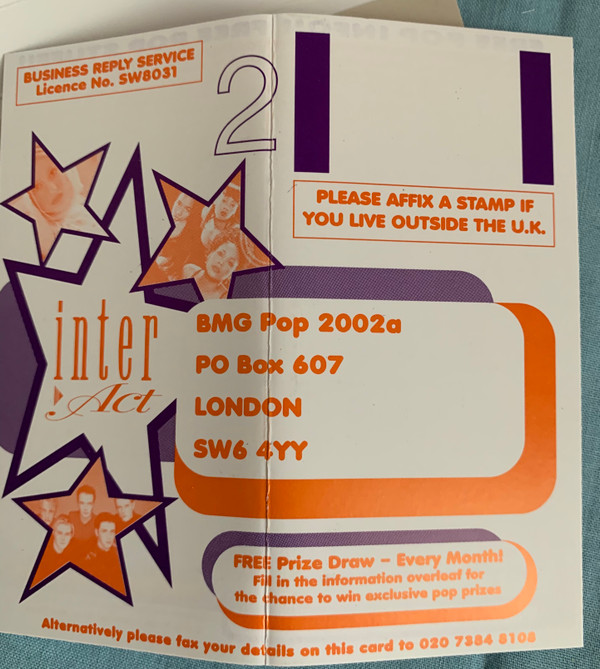 BUSINESS REPLY SERVICE
Licence No. SW8031
2
PLEASE AFFIX A STAMP IF
YOU LIVE OUTSIDE THE U.K.
inter
Act
BMG Pop 2002a
PO Box 607
LONDON
SW6 4YY
FREE Prize Draw – Every Month!
Fill in the information overleaf for
the chance to win exclusive pop prizes
Alternatively please fax your details on this card to 020 7384 8108